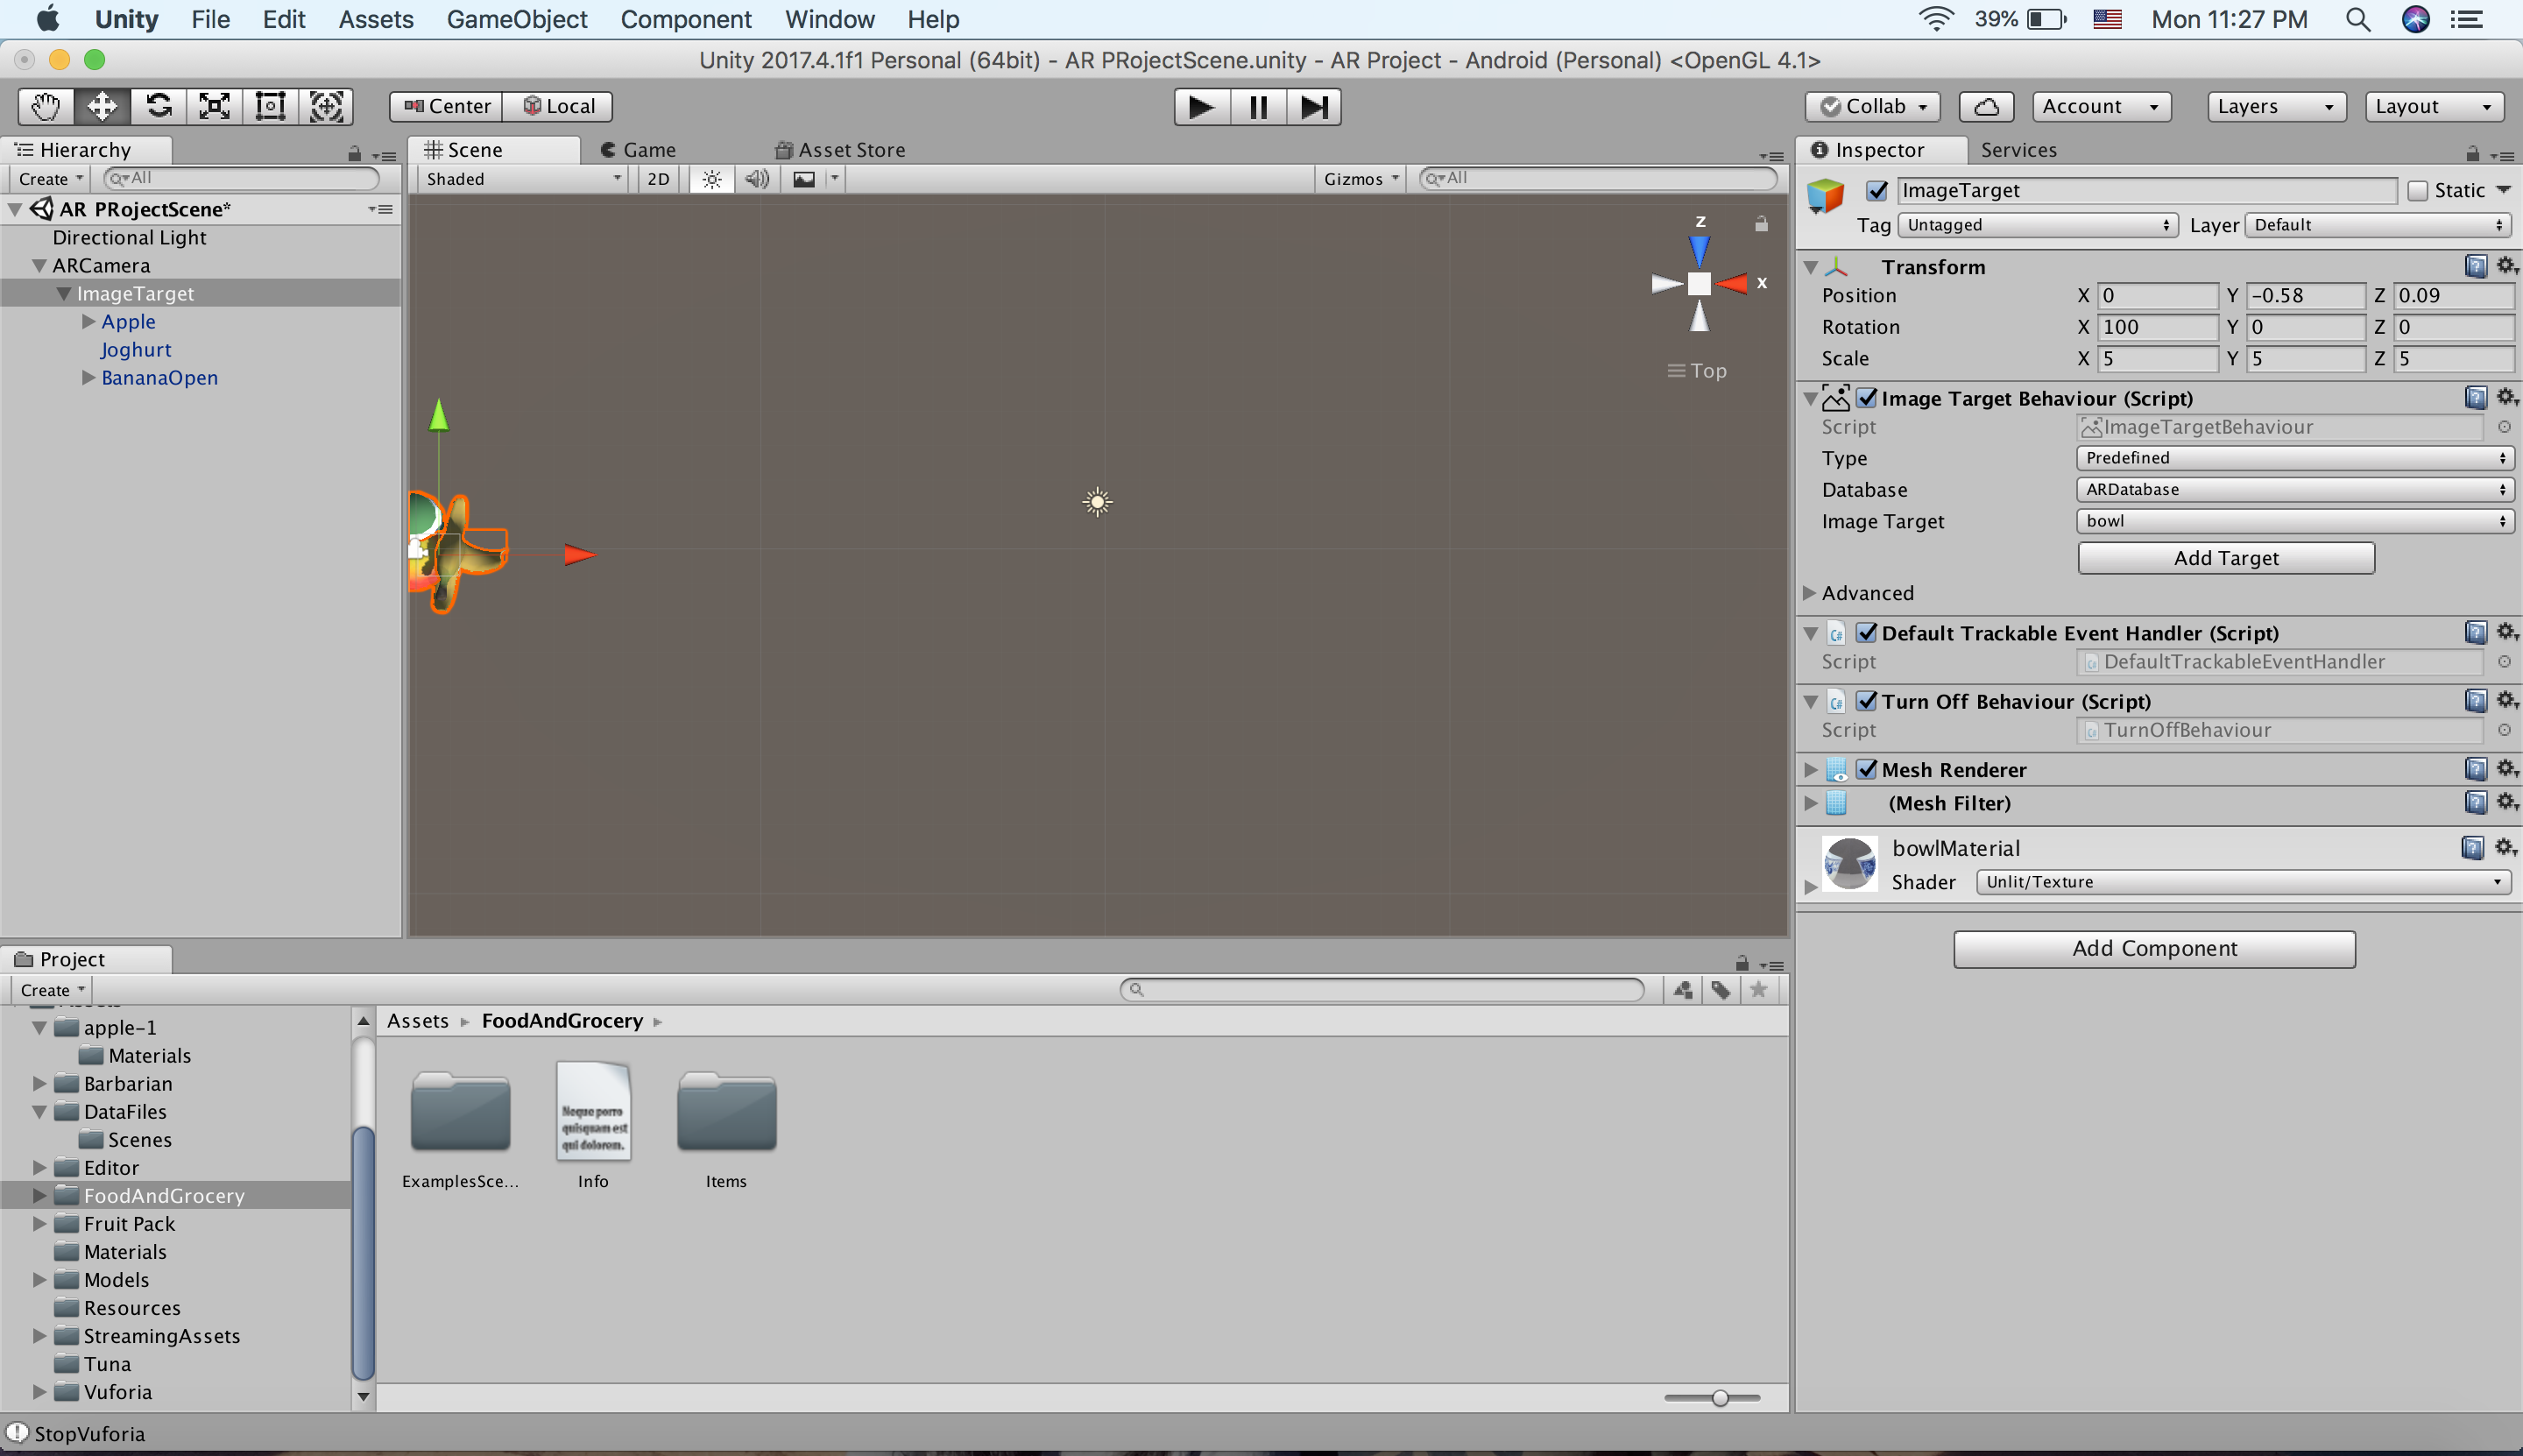 Unity File Edit Assets GameObject Component Window Help 39% Mon 11:27 PM
Unity 2017.4.1f1 Personal (64bit) - AR PRojectScene.unity - AR Project - Android (Personal) <OpenGL 4.1>
Center Local Collab Account Layers Layout
Hierarchy
Create All
AR PRojectScene*
Directional Light
ARCamera
ImageTarget
Apple
Joghurt
BananaOpen
Scene Game Asset Store
Shaded 2D Gizmos All
z
x
Top
Inspector Services
ImageTarget Static
Tag Untagged Layer Default
Transform
Position X 0 Y -0.58 Z 0.09
Rotation X 100 Y 0 Z 0
Scale X 5 Y 5 Z 5
Image Target Behaviour (Script)
Script ImageTargetBehaviour
Type Predefined
Database ARDatabase
Image Target bowl
Add Target
Advanced
Default Trackable Event Handler (Script)
Script DefaultTrackableEventHandler
Turn Off Behaviour (Script)
Script TurnOffBehaviour
Mesh Renderer
(Mesh Filter)
bowlMaterial
Shader Unlit/Texture
Add Component
Project
Create
apple-1
Materials
Barbarian
DataFiles
Scenes
Editor
FoodAndGrocery
Fruit Pack
Materials
Models
Resources
StreamingAssets
Tuna
Vuforia
Assets FoodAndGrocery
Neque porro
quisquam est
qui dolorem.
ExamplesSce... Info Items
StopVuforia